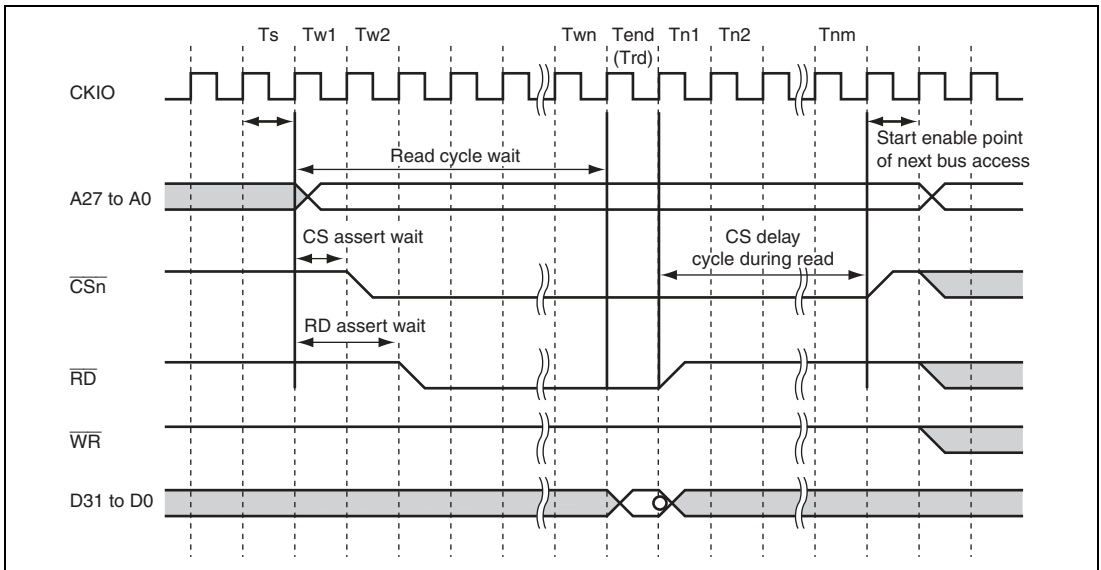 Ts Tw1 Tw2 Twn Tend Tn1 Tn2 Tnm
(Trd)
CKIO
Start enable point
of next bus access
Read cycle wait
A27 to A0
CS assert wait
CS delay
cycle during read
CSn
RD assert wait
RD
WR
D31 to D0